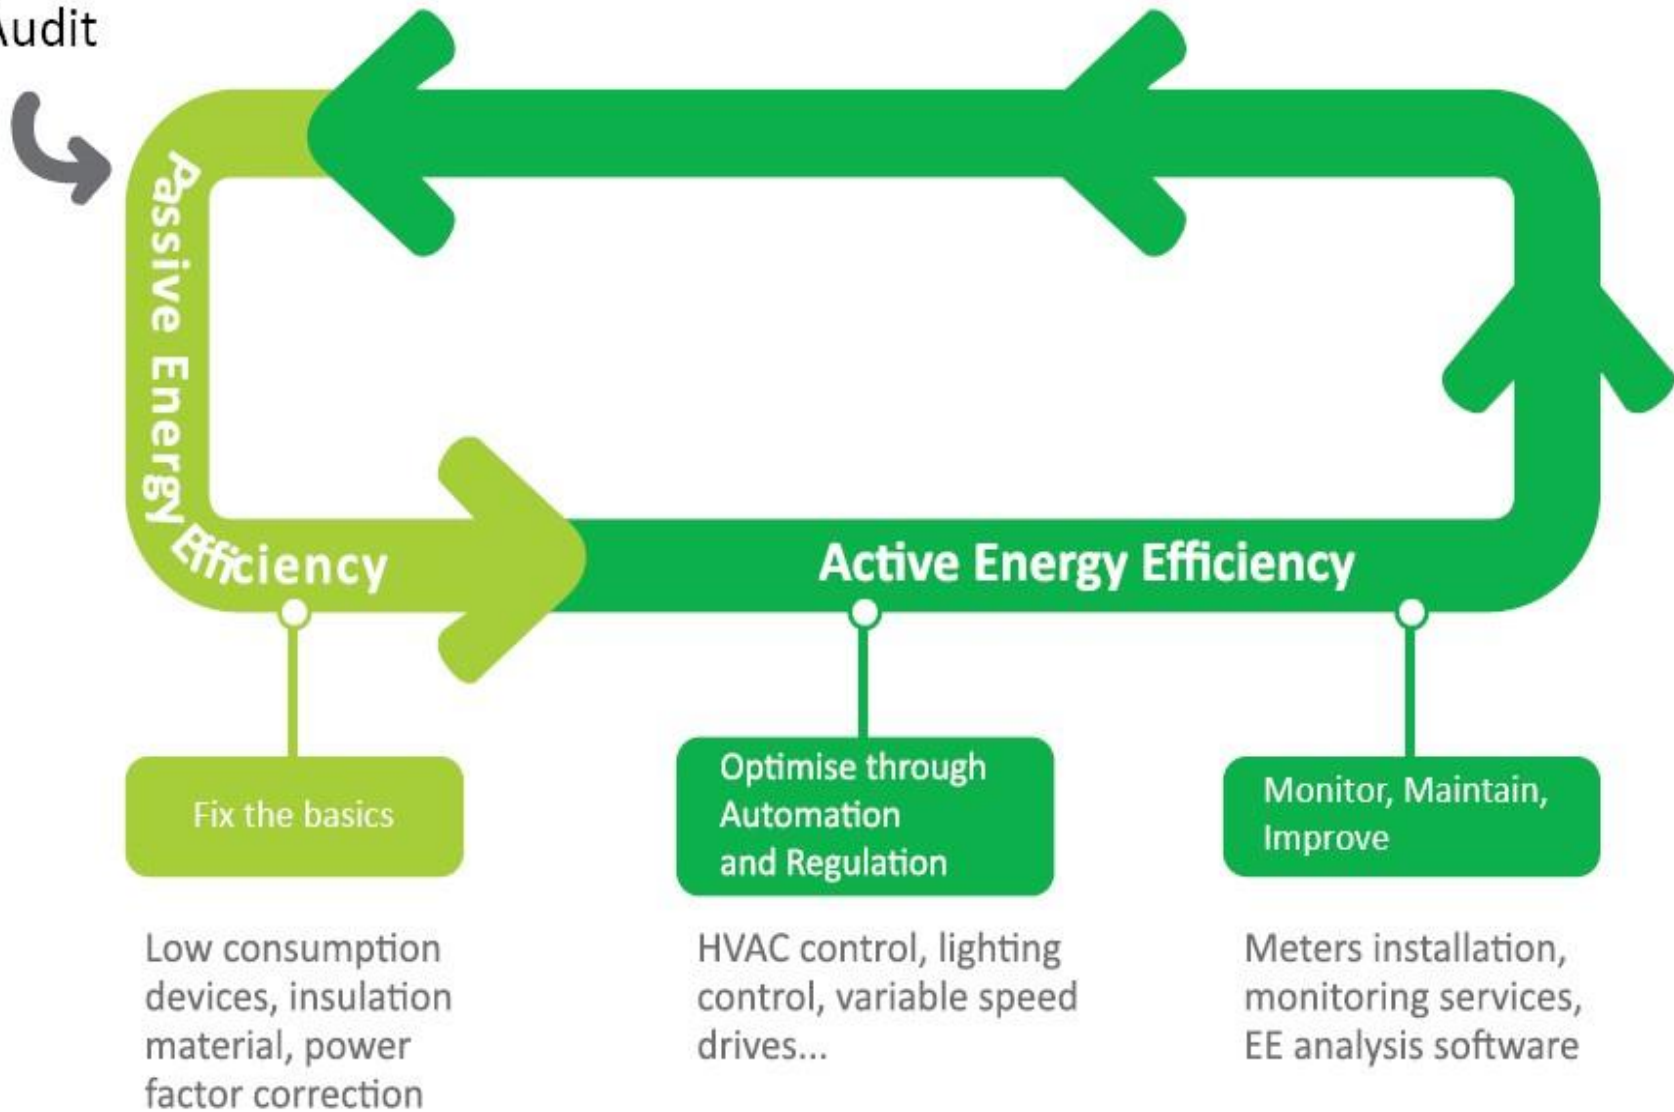 Audit
Passive Energy Efficiency
Active Energy Efficiency
Fix the basics
Low consumption
devices, insulation
material, power
factor correction
Optimise through
Automation
and Regulation
HVAC control, lighting
control, variable speed
drives...
Monitor, Maintain,
Improve
Meters installation,
monitoring services,
EE analysis software